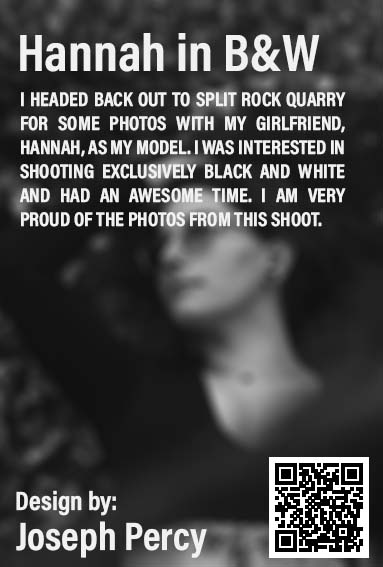 Hannah in B&W
I HEADED BACK OUT TO SPLIT ROCK QUARRY
FOR SOME PHOTOS WITH MY GIRLFRIEND,
HANNAH, AS MY MODEL. I WAS INTERESTED IN
SHOOTING EXCLUSIVELY BLACK AND WHITE
AND HAD AN AWESOME TIME. I AM VERY
PROUD OF THE PHOTOS FROM THIS SHOOT.
Design by:
Joseph Percy